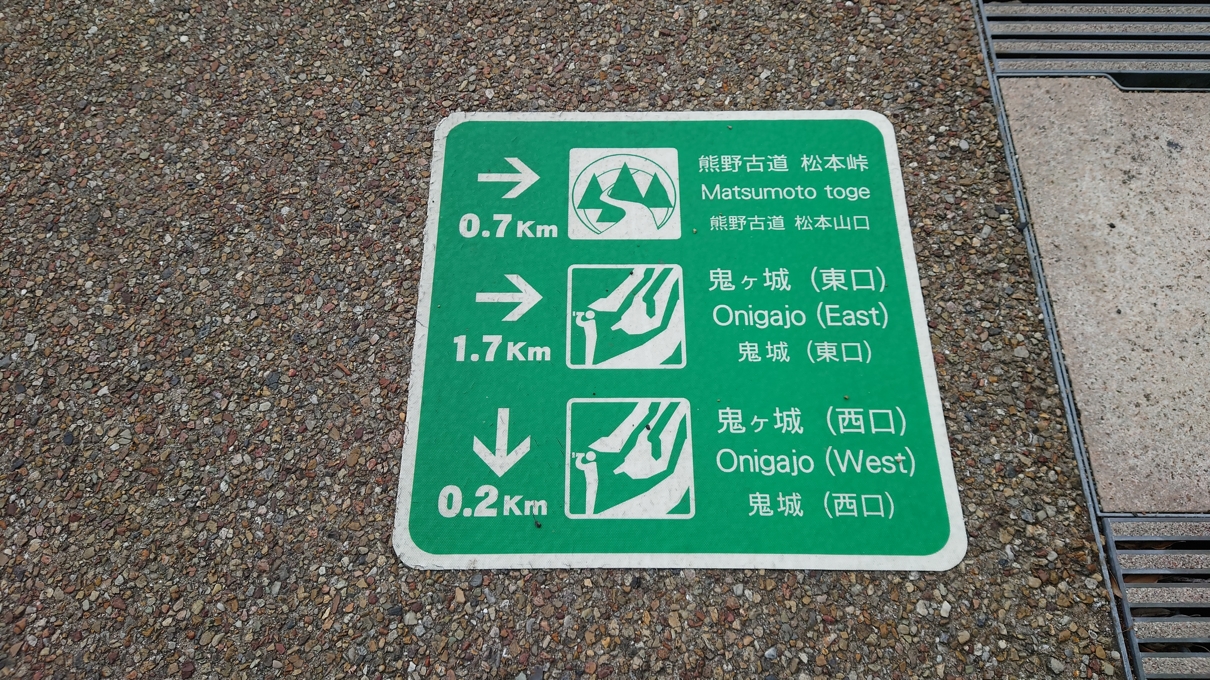 → 熊野古道 松本峠
0.7Km Matsumoto toge
熊野古道 松本山口
→ 鬼ヶ城 (東口)
Onigajo (East)
1.7Km 鬼城 (東口)
↓ 鬼ヶ城 (西口)
Onigajo (West)
0.2Km 鬼城 (西口)